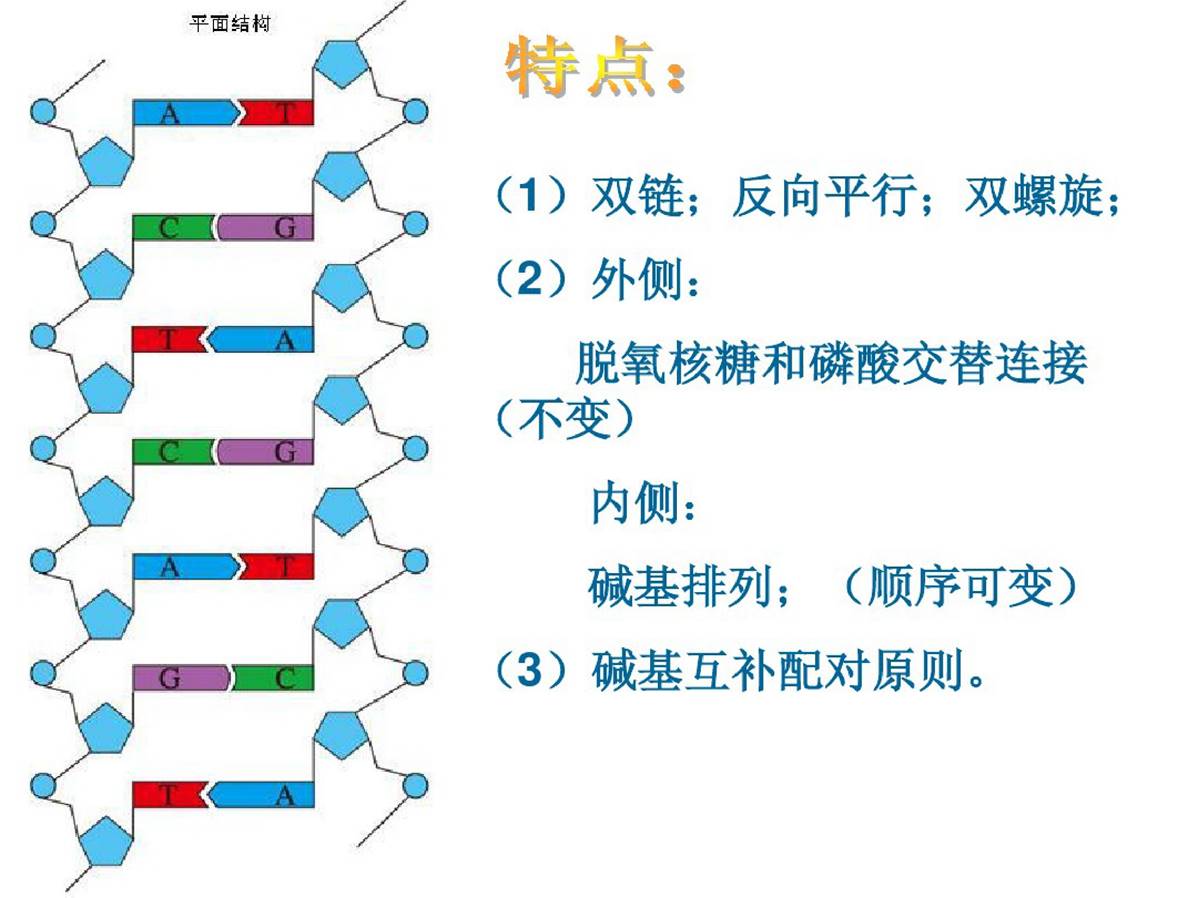 平面结构
A T
C G
T A
C G
A T
G C
T A
特点：
（1）双链；反向平行；双螺旋；
（2）外侧：
脱氧核糖和磷酸交替连接
（不变）
内侧：
碱基排列；（顺序可变）
（3）碱基互补配对原则。